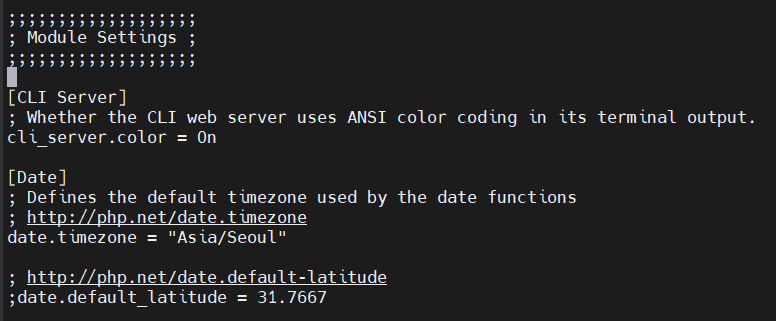 ;;;;;;;;;;;;;;;;;;;
; Module Settings ;
;;;;;;;;;;;;;;;;;;;
[CLI Server]
; Whether the CLI web server uses ANSI color coding in its terminal output.
cli_server.color = On
[Date]
; Defines the default timezone used by the date functions
; http://php.net/date.timezone
date.timezone = "Asia/Seoul"
; http://php.net/date.default-latitude
;date.default_latitude = 31.7667